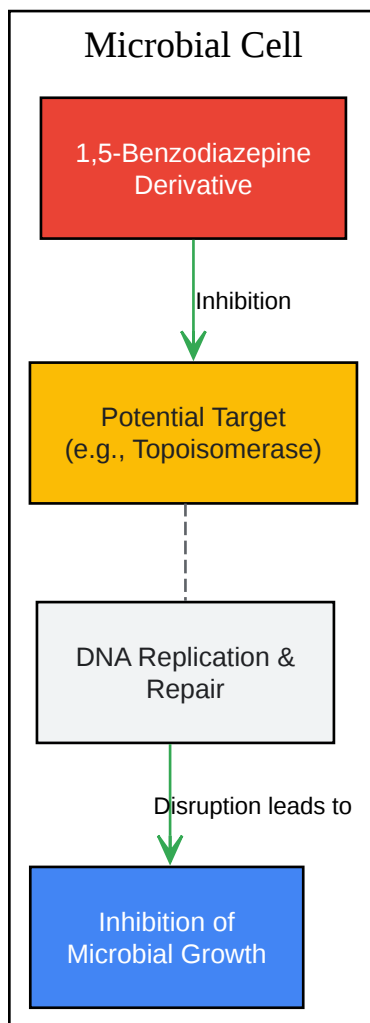 Microbial Cell
1,5-Benzodiazepine
Derivative
Inhibition
Potential Target
(e.g., Topoisomerase)
DNA Replication &
Repair
Disruption leads to
Inhibition of
Microbial Growth